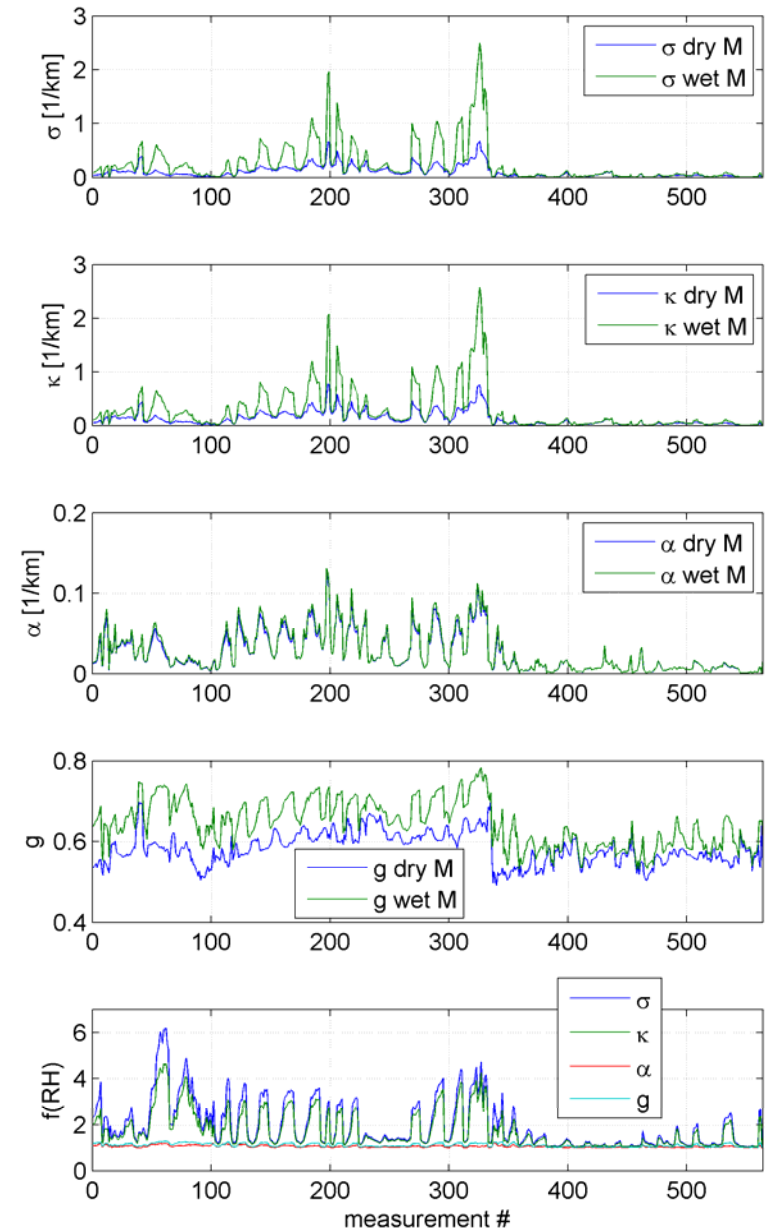 3
2
1
0
σ [1/km]
σ dry M
σ wet M
0 100 200 300 400 500
3
2
1
0
κ [1/km]
κ dry M
κ wet M
0 100 200 300 400 500
0.2
0.1
0
α [1/km]
α dry M
α wet M
0 100 200 300 400 500
0.8
0.6
0.4
g
g dry M
g wet M
0 100 200 300 400 500
6
4
2
0
f(RH)
σ
κ
α
g
0 100 200 300 400 500
measurement #